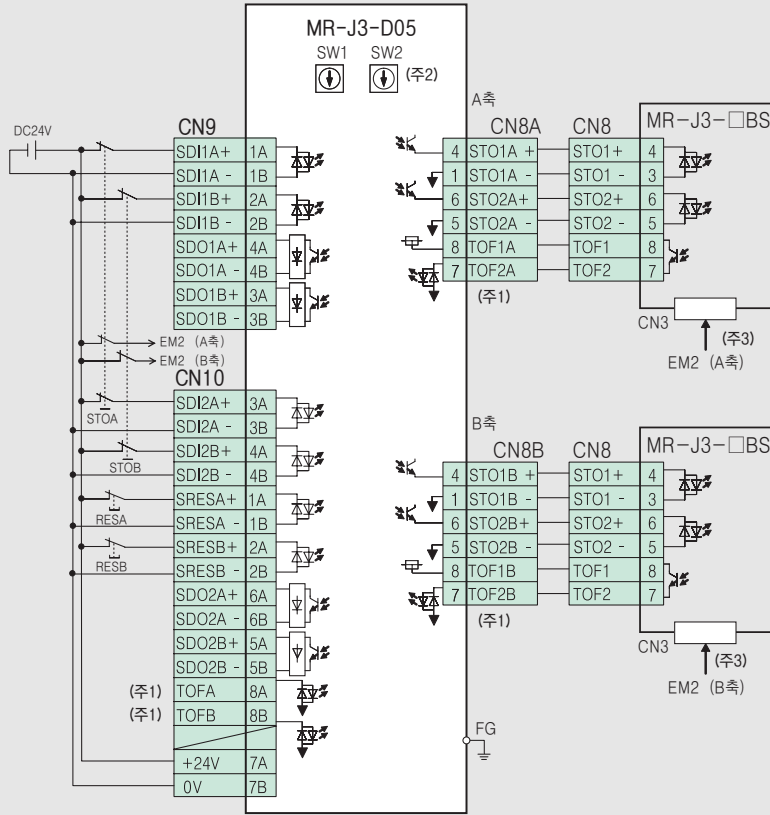 MR-J3-D05
SW1 SW2
(주2)
DC24V
CN9
SDI1A+ 1A
SDI1A - 1B
SDI1B+ 2A
SDI1B - 2B
SDO1A+ 4A
SDO1A - 4B
SDO1B+ 3A
SDO1B - 3B
EM2 (A축)
EM2 (B축)
CN10
SDI2A+ 3A
STOA
SDI2A - 3B
SDI2B+ 4A
STOB
SDI2B - 4B
SRESA+ 1A
RESA
SRESA - 1B
SRESB+ 2A
RESB
SRESB - 2B
SDO2A+ 6A
SDO2A - 6B
SDO2B+ 5A
SDO2B - 5B
(주1) TOFA 8A
(주1) TOFB 8B
+24V 7A
0V 7B
A축
CN8A CN8
4 STO1A + STO1+ 4
1 STO1A - STO1 - 3
6 STO2A+ STO2+ 6
5 STO2A - STO2 - 5
8 TOF1A TOF1 8
7 TOF2A TOF2 7
(주1)
MR-J3-□BS
CN3
(주3)
EM2 (A축)
B축
CN8B CN8
4 STO1B + STO1+ 4
1 STO1B - STO1 - 3
6 STO2B+ STO2+ 6
5 STO2B - STO2 - 5
8 TOF1B TOF1 8
7 TOF2B TOF2 7
(주1)
MR-J3-□BS
CN3
(주3)
EM2 (B축)
FG